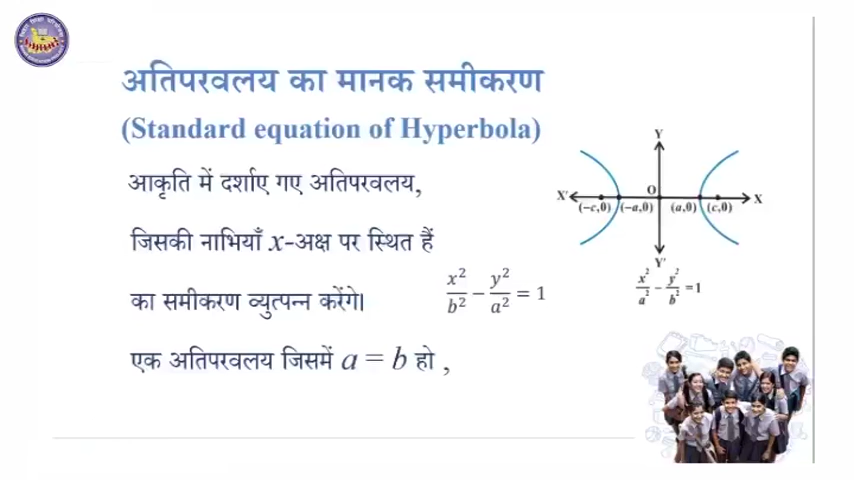 अतिपरवलय का मानक समीकरण
(Standard equation of Hyperbola)
आकृति में दर्शाए गए अतिपरवलय,
जिसकी नाभियाँ x-अक्ष पर स्थित हैं
का समीकरण व्युत्पन्न करेंगे। x²/b² − y²/a² = 1
एक अतिपरवलय जिसमें a = b हो ,
Y
X′ O X
(−c,0) (−a,0) (a,0) (c,0)
Y′
x²/a² − y²/b² =1